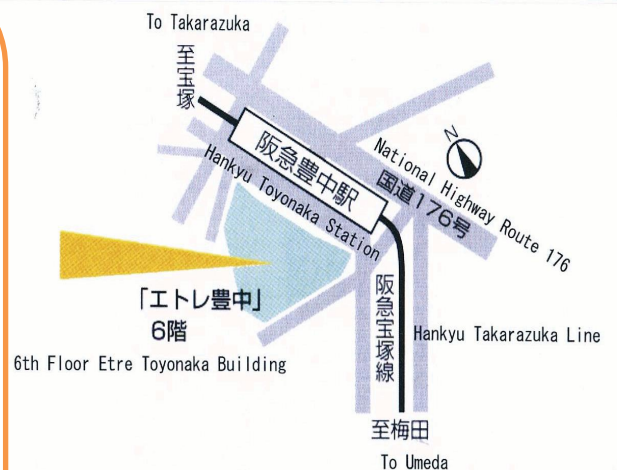 To Takarazuka
至宝塚
N
阪急豊中駅
Hankyu Toyonaka Station
National Highway Route 176
国道176号
「エトレ豊中」
6階
6th Floor Etre Toyonaka Building
阪急宝塚線
Hankyu Takarazuka Line
至梅田
To Umeda